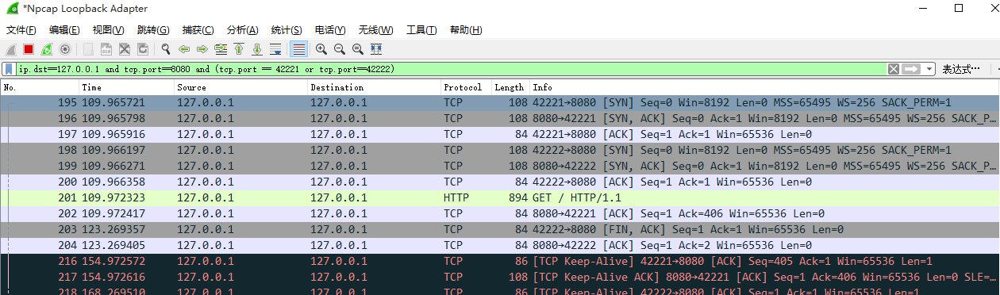 *Npcap Loopback Adapter
文件(F) 编辑(E) 视图(V) 跳转(G) 捕获(C) 分析(A) 统计(S) 电话(Y) 无线(W) 工具(T) 帮助(H)
ip.dst==127.0.0.1 and tcp.port==8080 and (tcp.port == 42221 or tcp.port==42222) 表达式…
No. Time Source Destination Protocol Length Info
195 109.965721 127.0.0.1 127.0.0.1 TCP 108 42221→8080 [SYN] Seq=0 Win=8192 Len=0 MSS=65495 WS=256 SACK_PERM=1
196 109.965798 127.0.0.1 127.0.0.1 TCP 108 8080→42221 [SYN, ACK] Seq=0 Ack=1 Win=8192 Len=0 MSS=65495 WS=256 SACK_P…
197 109.965916 127.0.0.1 127.0.0.1 TCP 84 42221→8080 [ACK] Seq=1 Ack=1 Win=65536 Len=0
198 109.966197 127.0.0.1 127.0.0.1 TCP 108 42222→8080 [SYN] Seq=0 Win=8192 Len=0 MSS=65495 WS=256 SACK_PERM=1
199 109.966271 127.0.0.1 127.0.0.1 TCP 108 8080→42222 [SYN, ACK] Seq=0 Ack=1 Win=8192 Len=0 MSS=65495 WS=256 SACK_P…
200 109.966358 127.0.0.1 127.0.0.1 TCP 84 42222→8080 [ACK] Seq=1 Ack=1 Win=65536 Len=0
201 109.972323 127.0.0.1 127.0.0.1 HTTP 894 GET / HTTP/1.1
202 109.972417 127.0.0.1 127.0.0.1 TCP 84 8080→42221 [ACK] Seq=1 Ack=406 Win=65536 Len=0
203 123.269357 127.0.0.1 127.0.0.1 TCP 84 42222→8080 [FIN, ACK] Seq=1 Ack=1 Win=65536 Len=0
204 123.269405 127.0.0.1 127.0.0.1 TCP 84 8080→42222 [ACK] Seq=1 Ack=2 Win=65536 Len=0
216 154.972572 127.0.0.1 127.0.0.1 TCP 86 [TCP Keep-Alive] 42221→8080 [ACK] Seq=405 Ack=1 Win=65536 Len=1
217 154.972616 127.0.0.1 127.0.0.1 TCP 108 [TCP Keep-Alive ACK] 8080→42221 [ACK] Seq=1 Ack=406 Win=65536 Len=0 SLE=…
218 168.269510 127.0.0.1 127.0.0.1 TCP 86 [TCP Keep-Alive] 42222→8080 [ACK] Seq=1 Ack=1 Win=65536 Len=1